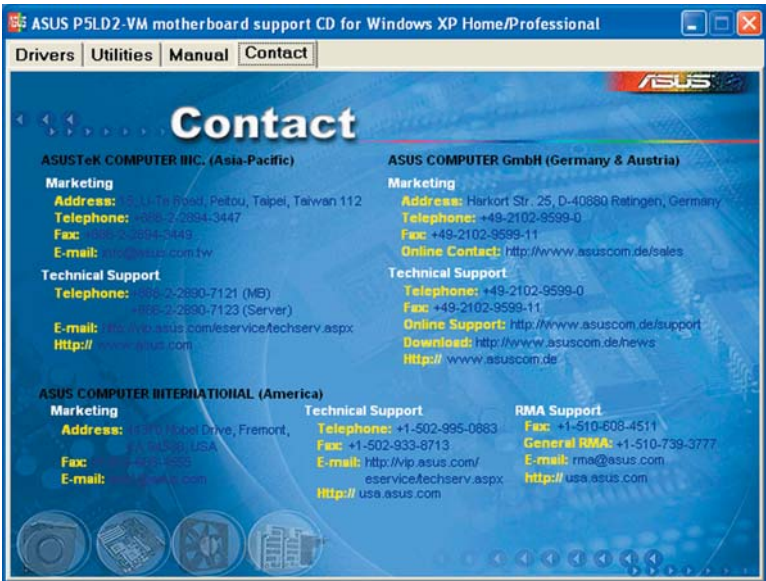 ASUS P5LD2-VM motherboard support CD for Windows XP Home/Professional
Drivers Utilities Manual Contact
ASUS
Contact
ASUSTeK COMPUTER INC. (Asia-Pacific)
Marketing
Address: 15, Li-Te Road, Peitou, Taipei, Taiwan 112
Telephone: +886-2-2894-3447
Fax: +886-2-2894-3449
E-mail: info@asus.com.tw
Technical Support
Telephone: +886-2-2890-7121 (MB)
+886-2-2890-7123 (Server)
E-mail: http://vip.asus.com/eservice/techserv.aspx
Http:// www.asus.com
ASUS COMPUTER GmbH (Germany & Austria)
Marketing
Address: Harkort Str. 25, D-40880 Ratingen, Germany
Telephone: +49-2102-9599-0
Fax: +49-2102-9599-11
Online Contact: http://www.asuscom.de/sales
Technical Support
Telephone: +49-2102-9599-0
Fax: +49-2102-9599-11
Online Support: http://www.asuscom.de/support
Download: http://www.asuscom.de/news
Http:// www.asuscom.de
ASUS COMPUTER INTERNATIONAL (America)
Marketing
Address: Nobel Drive, Fremont,
USA
Fax:
E-mail:
Technical Support
Telephone: +1-502-995-0883
Fax: +1-502-933-8713
E-mail: http://vip.asus.com/
eservice/techserv.aspx
Http:// usa.asus.com
RMA Support
Fax: +1-510-608-4511
General RMA: +1-510-739-3777
E-mail: rma@asus.com
http:// usa.asus.com